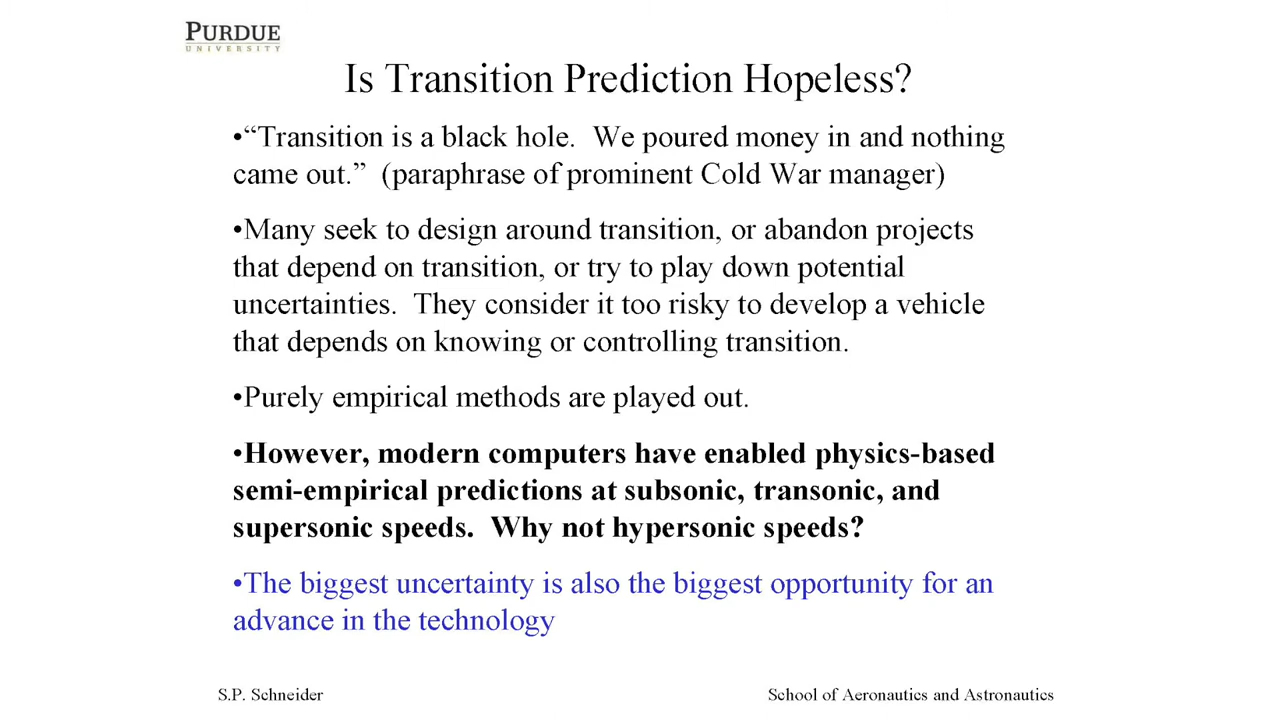 PURDUE
UNIVERSITY
Is Transition Prediction Hopeless?
•“Transition is a black hole.  We poured money in and nothing
came out.”  (paraphrase of prominent Cold War manager)
•Many seek to design around transition, or abandon projects
that depend on transition, or try to play down potential
uncertainties.  They consider it too risky to develop a vehicle
that depends on knowing or controlling transition.
•Purely empirical methods are played out.
•However, modern computers have enabled physics-based
semi-empirical predictions at subsonic, transonic, and
supersonic speeds.  Why not hypersonic speeds?
•The biggest uncertainty is also the biggest opportunity for an
advance in the technology
S.P. Schneider
School of Aeronautics and Astronautics